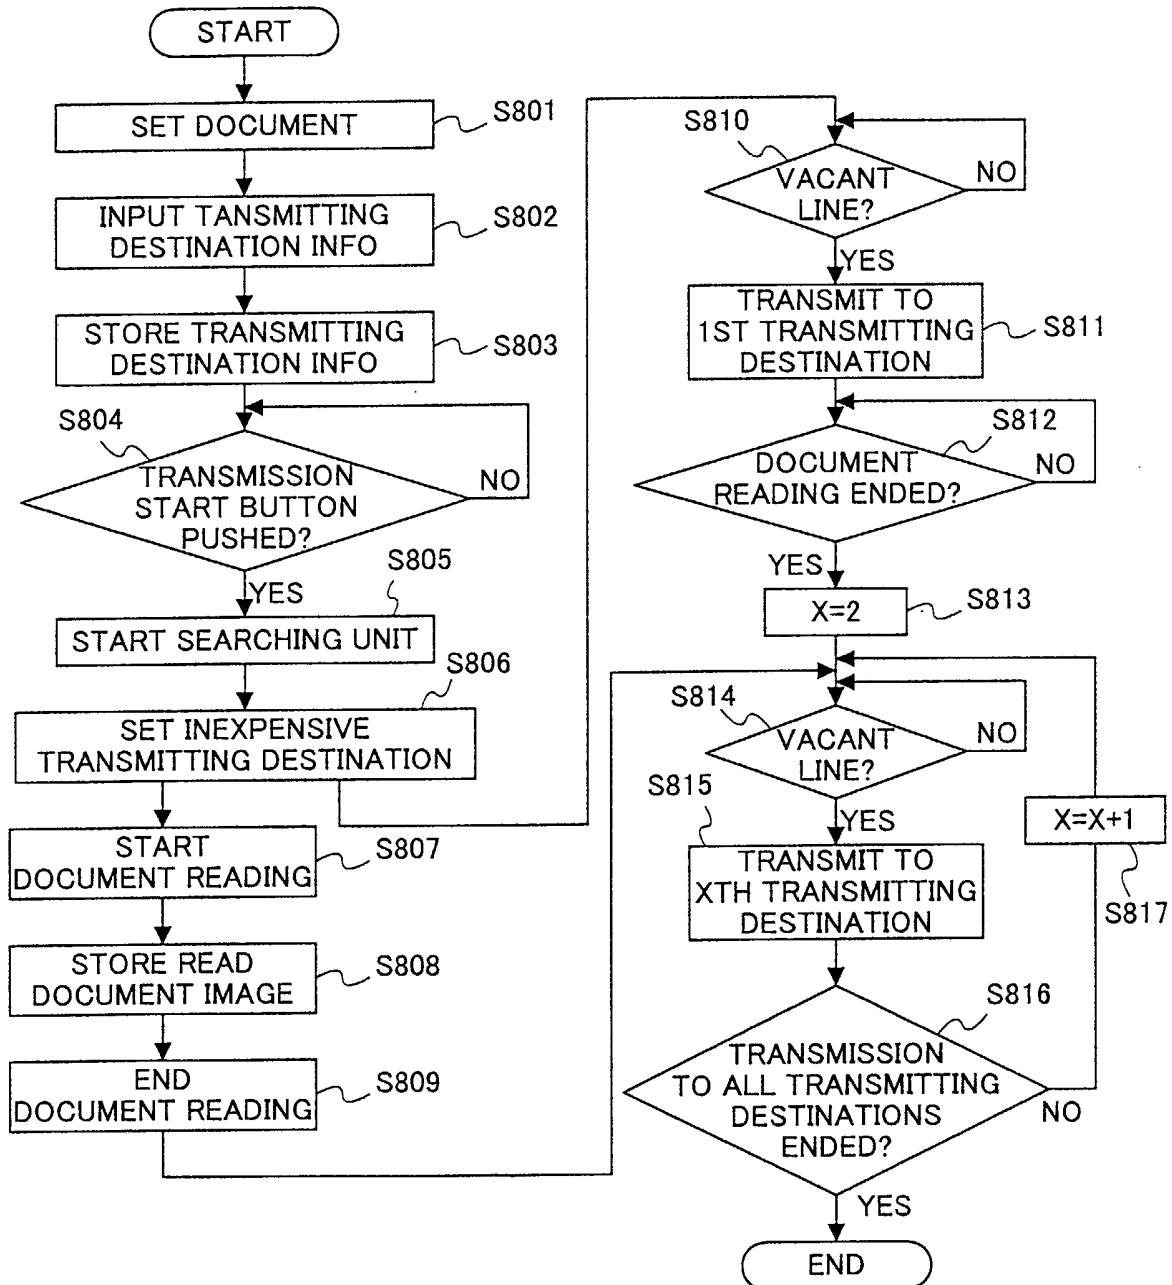 START
SET DOCUMENT
S801
INPUT TANSMITTING
DESTINATION INFO
S802
STORE TRANSMITTING
DESTINATION INFO
S803
S804
TRANSMISSION
START BUTTON
PUSHED?
NO
YES
S805
START SEARCHING UNIT
S806
SET INEXPENSIVE
TRANSMITTING DESTINATION
START
DOCUMENT READING
S807
STORE READ
DOCUMENT IMAGE
S808
END
DOCUMENT READING
S809
S810
VACANT
LINE?
NO
YES
TRANSMIT TO
1ST TRANSMITTING
DESTINATION
S811
S812
DOCUMENT
READING ENDED?
NO
YES
X=2
S813
S814
VACANT
LINE?
NO
YES
S815
TRANSMIT TO
XTH TRANSMITTING
DESTINATION
X=X+1
S817
S816
TRANSMISSION
TO ALL TRANSMITTING
DESTINATIONS
ENDED?
NO
YES
END